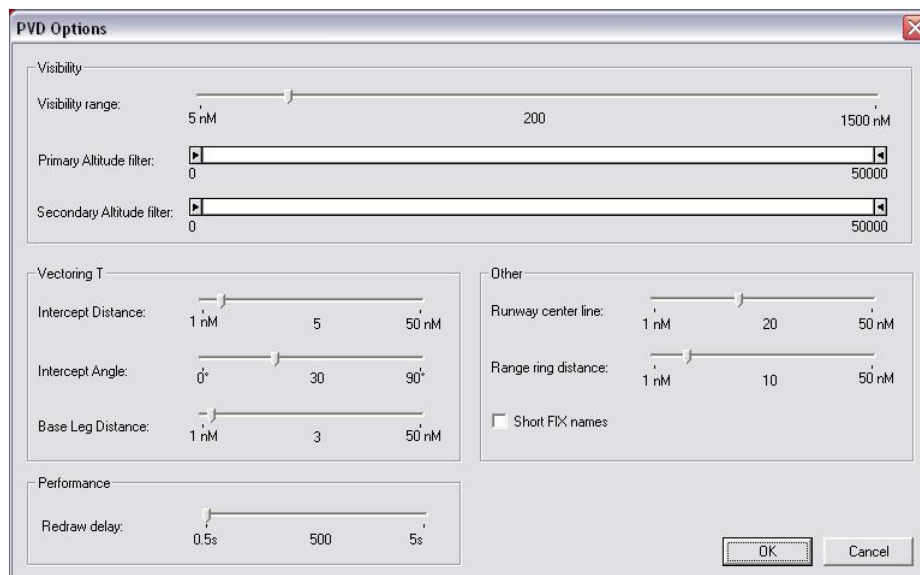 PVD Options
Visibility
Visibility range:
5 nM 200 1500 nM
Primary Altitude filter:
0 50000
Secondary Altitude filter:
0 50000
Vectoring T
Intercept Distance:
1 nM 5 50 nM
Intercept Angle:
0° 30 90°
Base Leg Distance:
1 nM 3 50 nM
Other
Runway center line:
1 nM 20 50 nM
Range ring distance:
1 nM 10 50 nM
Short FIX names
Performance
Redraw delay:
0.5s 500 5s
OK Cancel